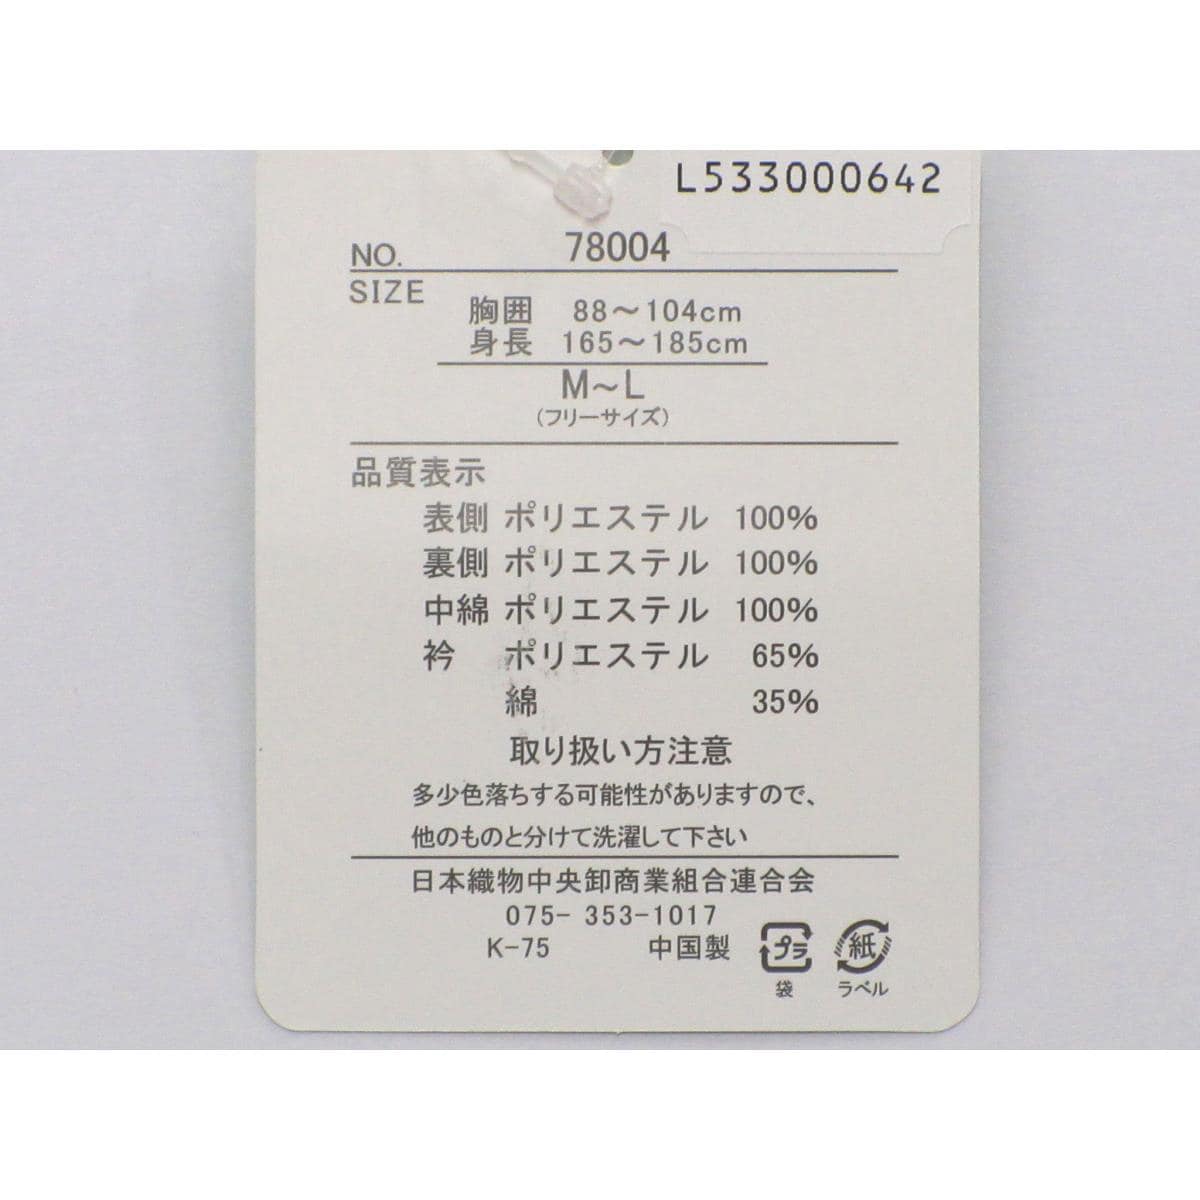 L533000642
NO. 78004
SIZE
胸囲 88～104cm
身長 165～185cm
M～L
(フリーサイズ)
品質表示
表側 ポリエステル 100%
裏側 ポリエステル 100%
中綿 ポリエステル 100%
衿 ポリエステル 65%
綿 35%
取り扱い方注意
多少色落ちする可能性がありますので、
他のものと分けて洗濯して下さい
日本織物中央卸商業組合連合会
075- 353-1017
K-75 中国製
プラ 紙
袋 ラベル